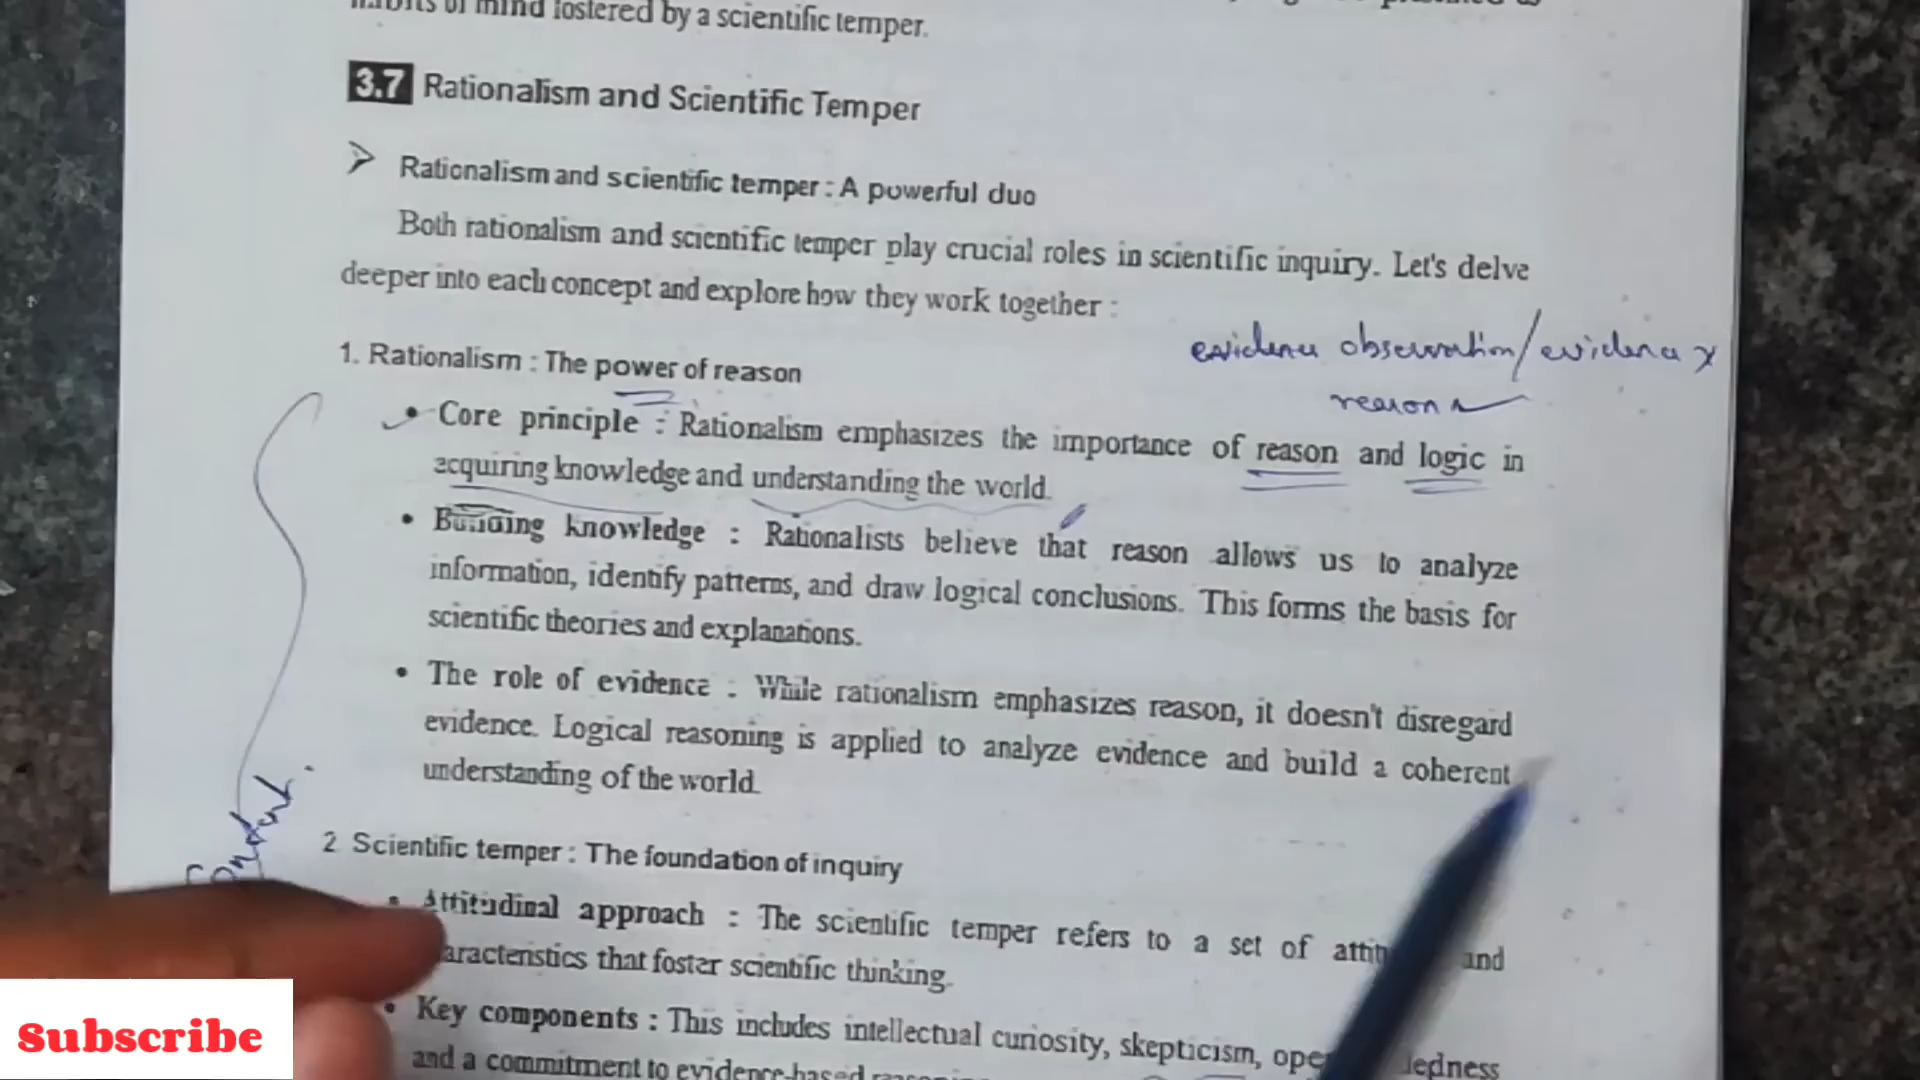 habits of mind fostered by a scientific temper.
3.7 Rationalism and Scientific Temper
➢ Rationalism and scientific temper : A powerful duo
Both rationalism and scientific temper play crucial roles in scientific inquiry. Let's delve
deeper into each concept and explore how they work together :
evidence observation/evidence x
reason
1. Rationalism : The power of reason
• Core principle : Rationalism emphasizes the importance of reason and logic in
acquiring knowledge and understanding the world.
• Building knowledge : Rationalists believe that reason allows us to analyze
information, identify patterns, and draw logical conclusions. This forms the basis for
scientific theories and explanations.
• The role of evidence : While rationalism emphasizes reason, it doesn't disregard
evidence. Logical reasoning is applied to analyze evidence and build a coherent
understanding of the world.
2 Scientific temper : The foundation of inquiry
• Attitudinal approach : The scientific temper refers to a set of and
characteristics that foster scientific thinking.
• Key components : This includes intellectual curiosity, skepticism,
and a commitment to evidence-based
Subscribe